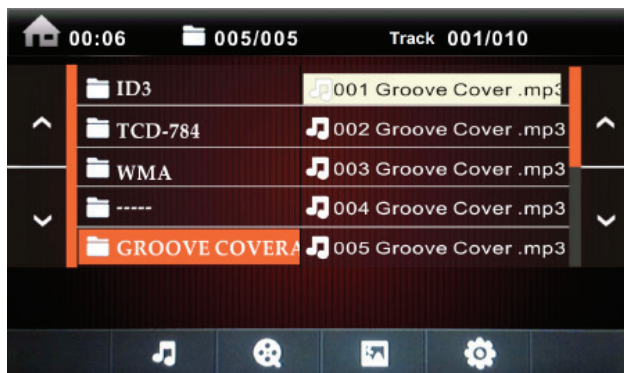 00:06 005/005 Track 001/010
ID3 001 Groove Cover .mp3
TCD-784 002 Groove Cover .mp3
WMA 003 Groove Cover .mp3
----- 004 Groove Cover .mp3
GROOVE COVERA 005 Groove Cover .mp3